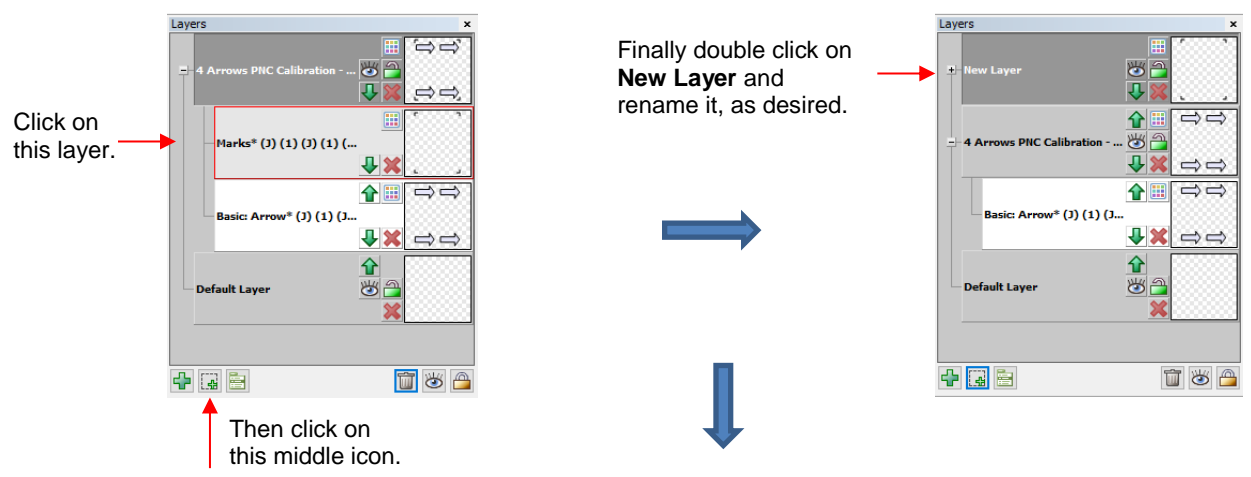 Layers ×
4 Arrows PNC Calibration - ...
Marks* (J) (1) (J) (1) (...
Basic: Arrow* (J) (1) (J...
Default Layer
Click on
this layer.
Then click on
this middle icon.
Finally double click on
New Layer and
rename it, as desired.
Layers ×
New Layer
4 Arrows PNC Calibration - ...
Basic: Arrow* (J) (1) (J...
Default Layer